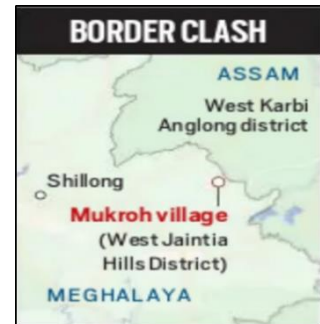 BORDER CLASH
ASSAM
West Karbi
Anglong district
Shillong
Mukroh village
(West Jaintia
Hills District)
MEGHALAYA